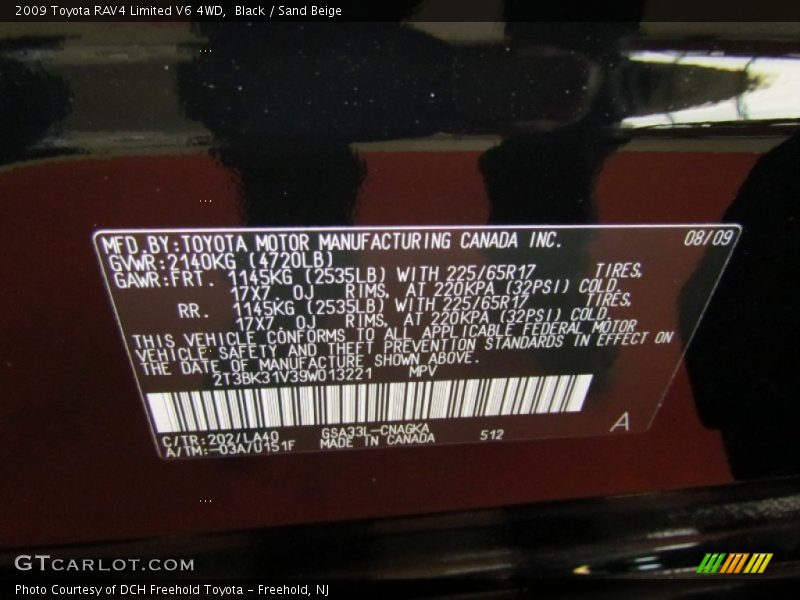 2009 Toyota RAV4 Limited V6 4WD, Black / Sand Beige
MFD.BY:TOYOTA MOTOR MANUFACTURING CANADA INC. 08/09
GVWR:2140KG (4720LB)
GAWR:FRT. 1145KG (2535LB) WITH 225/65R17 TIRES,
17X7 0J RIMS, AT 220KPA (32PSI) COLD.
RR. 1145KG (2535LB) WITH 225/65R17 TIRES,
17X7 0J RIMS, AT 220KPA (32PSI) COLD.
THIS VEHICLE CONFORMS TO ALL APPLICABLE FEDERAL MOTOR
VEHICLE SAFETY AND THEFT PREVENTION STANDARDS IN EFFECT ON
THE DATE OF MANUFACTURE SHOWN ABOVE.
2T3BK31V39W013221 MPV
C/TR:202/LA40 GSA33L-CNAGKA 512 A
A/TM:-03A/U151F MADE IN CANADA
GTCARLOT.COM
Photo Courtesy of DCH Freehold Toyota - Freehold, NJ